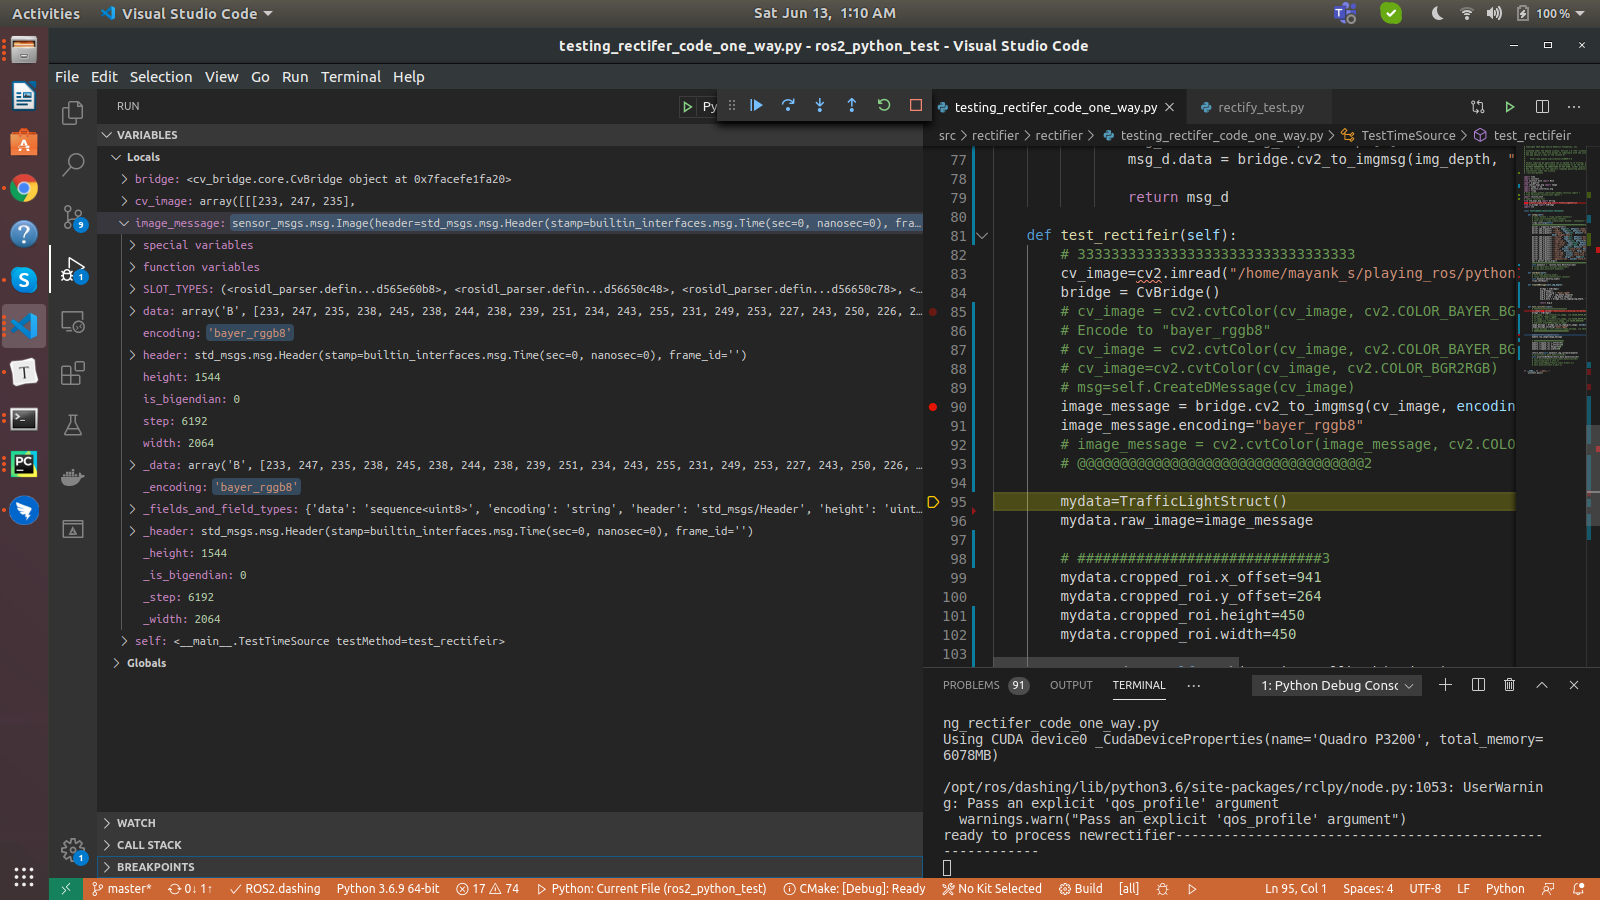 Activities
Visual Studio Code
Sat Jun 13, 1:10 AM
100 %
testing_rectifer_code_one_way.py - ros2_python_test - Visual Studio Code
File Edit Selection View Go Run Terminal Help
RUN
Py
VARIABLES
Locals
bridge: <cv_bridge.core.CvBridge object at 0x7facefe1fa20>
cv_image: array([[[233, 247, 235],
image_message: sensor_msgs.msg.Image(header=std_msgs.msg.Header(stamp=builtin_interfaces.msg.Time(sec=0, nanosec=0), fra…
special variables
function variables
SLOT_TYPES: (<rosidl_parser.defin...d565e60b8>, <rosidl_parser.defin...d56650c48>, <rosidl_parser.defin...d56650c78>, <…
data: array('B', [233, 247, 235, 238, 245, 238, 244, 238, 239, 251, 234, 243, 255, 231, 249, 253, 227, 243, 250, 226, 2…
encoding: 'bayer_rggb8'
header: std_msgs.msg.Header(stamp=builtin_interfaces.msg.Time(sec=0, nanosec=0), frame_id='')
height: 1544
is_bigendian: 0
step: 6192
width: 2064
_data: array('B', [233, 247, 235, 238, 245, 238, 244, 238, 239, 251, 234, 243, 255, 231, 249, 253, 227, 243, 250, 226, …
_encoding: 'bayer_rggb8'
_fields_and_field_types: {'data': 'sequence<uint8>', 'encoding': 'string', 'header': 'std_msgs/Header', 'height': 'uint…
_header: std_msgs.msg.Header(stamp=builtin_interfaces.msg.Time(sec=0, nanosec=0), frame_id='')
_height: 1544
_is_bigendian: 0
_step: 6192
_width: 2064
self: <__main__.TestTimeSource testMethod=test_rectifeir>
Globals
WATCH
CALL STACK
BREAKPOINTS
testing_rectifer_code_one_way.py
rectify_test.py
src > rectifier > rectifier > testing_rectifer_code_one_way.py > TestTimeSource > test_rectifeir
77 msg_d.data = bridge.cv2_to_imgmsg(img_depth, "
78
79 return msg_d
80
81 def test_rectifeir(self):
82 # 333333333333333333333333333333333
83 cv_image=cv2.imread("/home/mayank_s/playing_ros/python
84 bridge = CvBridge()
85 # cv_image = cv2.cvtColor(cv_image, cv2.COLOR_BAYER_BG
86 # Encode to "bayer_rggb8"
87 # cv_image = cv2.cvtColor(cv_image, cv2.COLOR_BAYER_BG
88 # cv_image=cv2.cvtColor(cv_image, cv2.COLOR_BGR2RGB)
89 # msg=self.CreateDMessage(cv_image)
90 image_message = bridge.cv2_to_imgmsg(cv_image, encodin
91 image_message.encoding="bayer_rggb8"
92 # image_message = cv2.cvtColor(image_message, cv2.COLO
93 # @@@@@@@@@@@@@@@@@@@@@@@@@@@@@@@@@@2
94
95 mydata=TrafficLightStruct()
96 mydata.raw_image=image_message
97
98 # #############################3
99 mydata.cropped_roi.x_offset=941
100 mydata.cropped_roi.y_offset=264
101 mydata.cropped_roi.height=450
102 mydata.cropped_roi.width=450
103
PROBLEMS 91 OUTPUT TERMINAL ··· 1: Python Debug Consc
ng_rectifer_code_one_way.py
Using CUDA device0 _CudaDeviceProperties(name='Quadro P3200', total_memory=
6078MB)
/opt/ros/dashing/lib/python3.6/site-packages/rclpy/node.py:1053: UserWarnin
g: Pass an explicit 'qos_profile' argument
warnings.warn("Pass an explicit 'qos_profile' argument")
ready to process newrectifier----------------------------------------------
------------
master* 0↓ 1↑ ROS2.dashing Python 3.6.9 64-bit 17 74 Python: Current File (ros2_python_test) CMake: [Debug]: Ready No Kit Selected Build [all] Ln 95, Col 1 Spaces: 4 UTF-8 LF Python